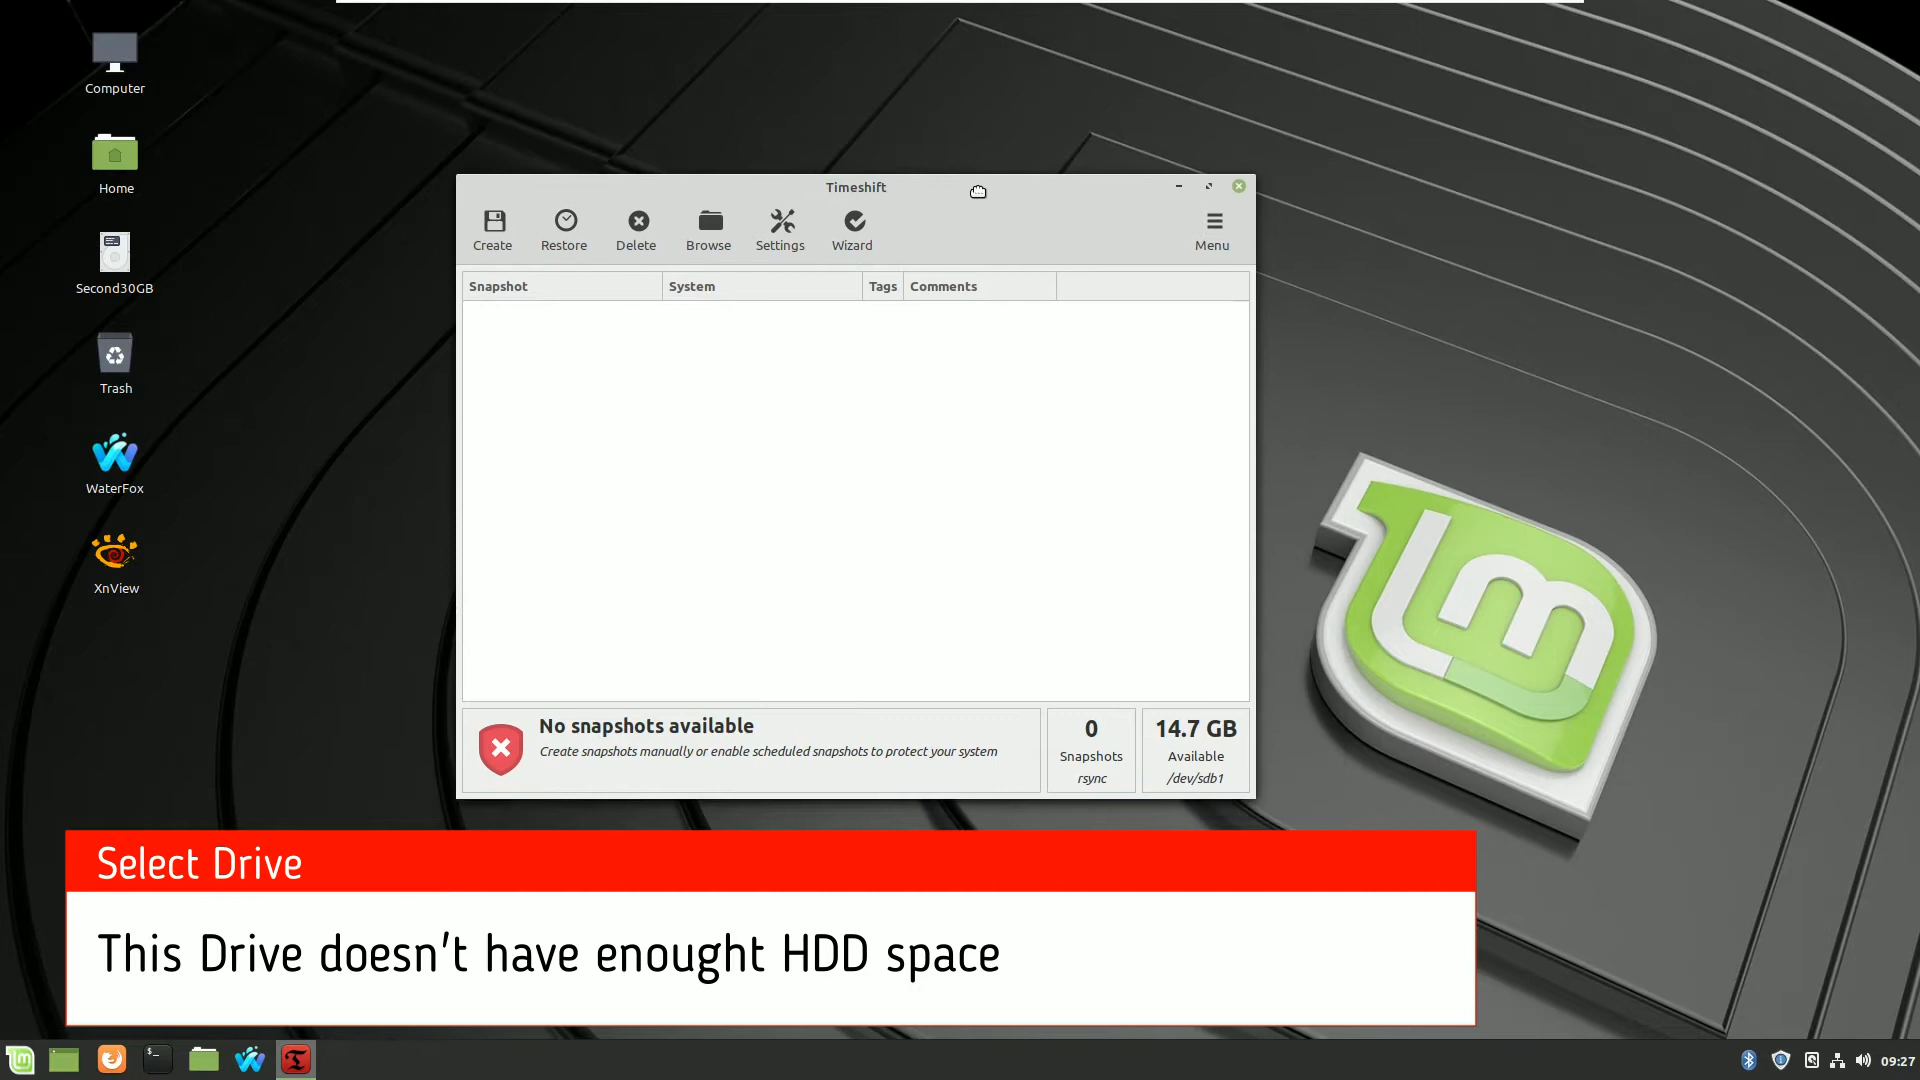 Computer
Home
Second30GB
Trash
WaterFox
XnView
Timeshift
Create
Restore
Delete
Browse
Settings
Wizard
Menu
Snapshot
System
Tags
Comments
No snapshots available
Create snapshots manually or enable scheduled snapshots to protect your system
0
Snapshots
rsync
14.7 GB
Available
/dev/sdb1
Select Drive
This Drive doesn't have enought HDD space
09:27